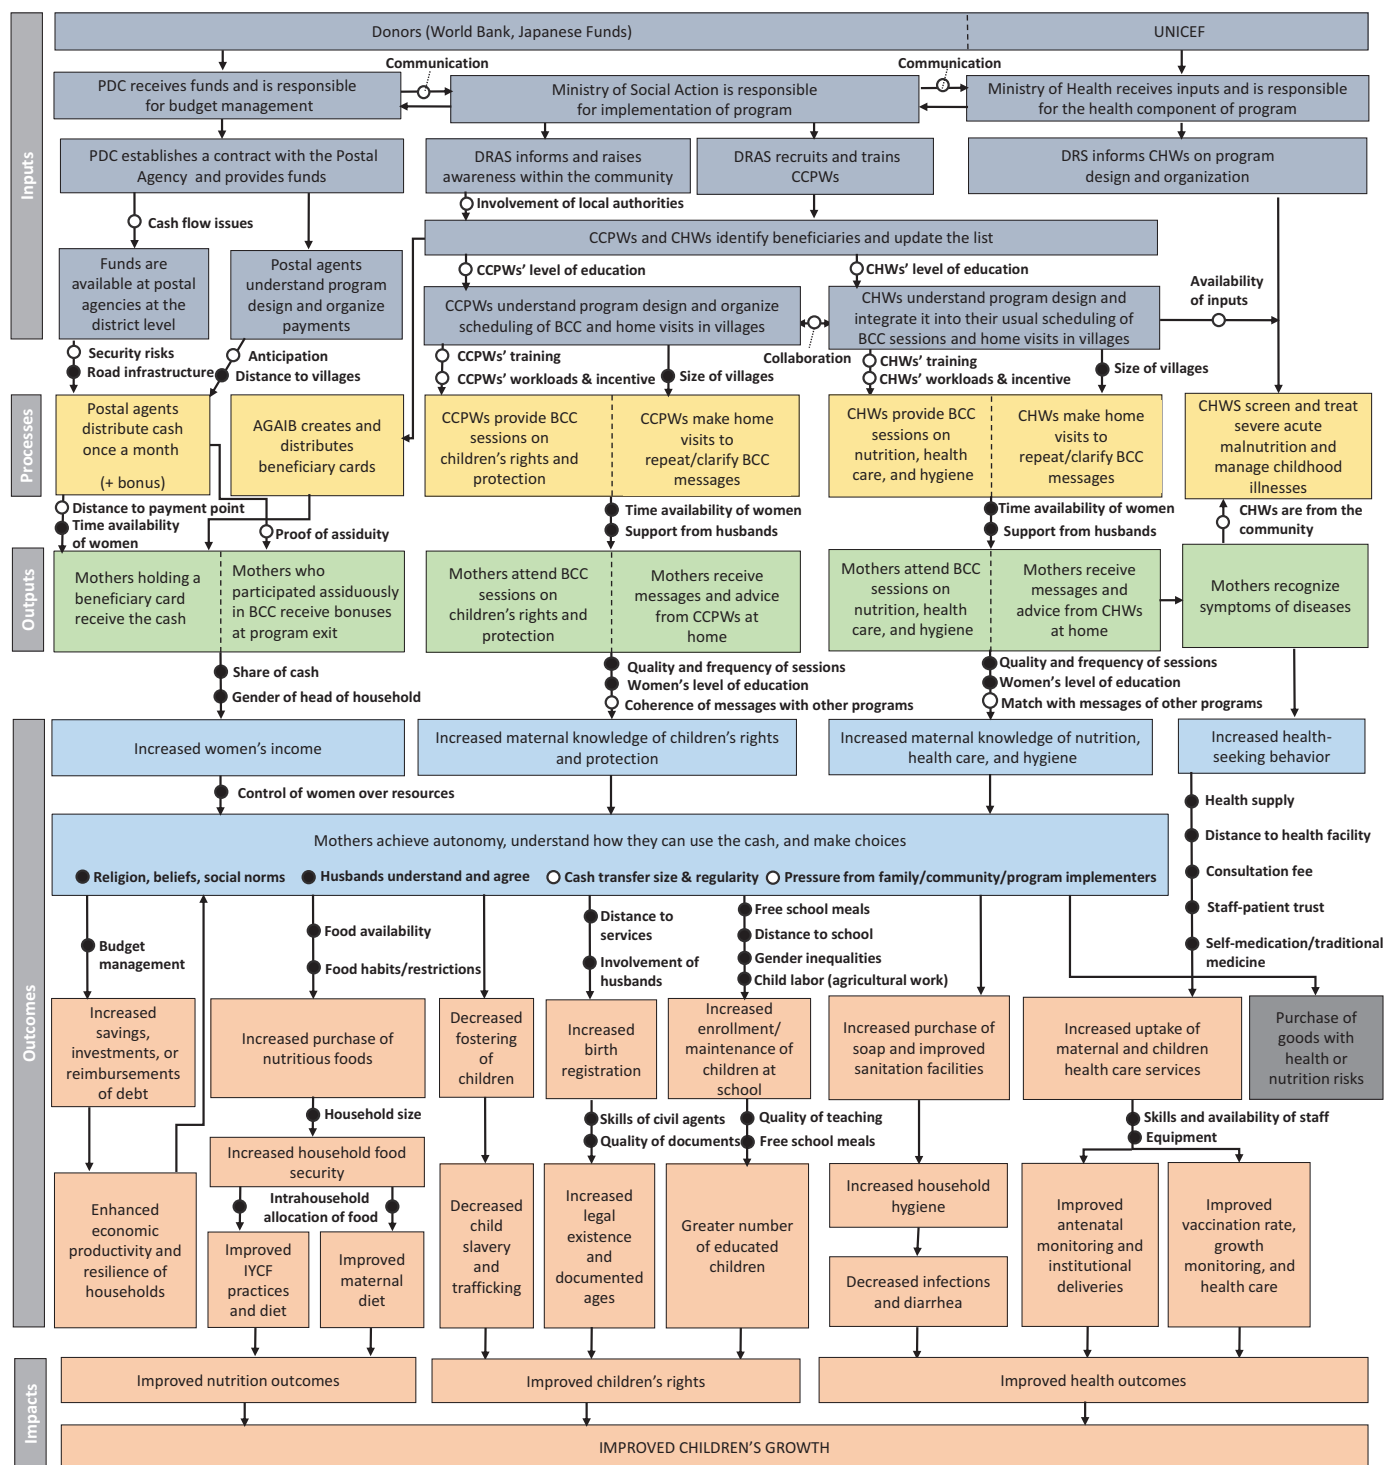 Inputs
Donors (World Bank, Japanese Funds)
UNICEF
Communication
Communication
PDC receives funds and is responsible
for budget management
Ministry of Social Action is responsible
for implementation of program
Ministry of Health receives inputs and is responsible
for the health component of program
PDC establishes a contract with the Postal
Agency and provides funds
DRAS informs and raises
awareness within the community
DRAS recruits and trains
CCPWs
DRS informs CHWs on program
design and organization
Cash flow issues
Involvement of local authorities
CCPWs and CHWs identify beneficiaries and update the list
Funds are
available at postal
agencies at the
district level
Postal agents
understand program
design and organize
payments
CCPWs' level of education
CHWs' level of education
Availability
of inputs
CCPWs understand program design and organize
scheduling of BCC and home visits in villages
CHWs understand program design and
integrate it into their usual scheduling of
BCC sessions and home visits in villages
Collaboration
Security risks
Road infrastructure
Anticipation
Distance to villages
CCPWs' training
CCPWs' workloads & incentive
Size of villages
CHWs' training
CHWs' workloads & incentive
Size of villages
Processes
Postal agents
distribute cash
once a month
(+ bonus)
AGAIB creates and
distributes
beneficiary cards
CCPWs provide BCC
sessions on
children's rights and
protection
CCPWs make home
visits to
repeat/clarify BCC
messages
CHWs provide BCC
sessions on
nutrition, health
care, and hygiene
CHWs make home
visits to
repeat/clarify BCC
messages
CHWS screen and treat
severe acute
malnutrition and
manage childhood
illnesses
Distance to payment point
Time availability
of women
Proof of assiduity
Time availability of women
Support from husbands
Time availability of women
Support from husbands
CHWs are from the
community
Outputs
Mothers holding a
beneficiary card
receive the cash
Mothers who
participated assiduously
in BCC receive bonuses
at program exit
Mothers attend BCC
sessions on
children's rights and
protection
Mothers receive
messages and advice
from CCPWs at
home
Mothers attend BCC
sessions on
nutrition, health
care, and hygiene
Mothers receive
messages and
advice from CHWs
at home
Mothers recognize
symptoms of diseases
Share of cash
Gender of head of household
Quality and frequency of sessions
Women's level of education
Coherence of messages with other programs
Quality and frequency of sessions
Women's level of education
Match with messages of other programs
Outcomes
Increased women's income
Increased maternal knowledge of children's rights
and protection
Increased maternal knowledge of nutrition,
health care, and hygiene
Increased health-
seeking behavior
Control of women over resources
Mothers achieve autonomy, understand how they can use the cash, and make choices
Religion, beliefs, social norms
Husbands understand and agree
Cash transfer size & regularity
Pressure from family/community/program implementers
Health supply
Distance to health facility
Consultation fee
Staff-patient trust
Self-medication/traditional
medicine
Budget
management
Food availability
Food habits/restrictions
Distance to
services
Involvement of
husbands
Free school meals
Distance to school
Gender inequalities
Child labor (agricultural work)
Increased
savings,
investments, or
reimbursements
of debt
Increased purchase of
nutritious foods
Decreased
fostering
of
children
Increased
birth
registration
Increased
enrollment/
maintenance of
children at
school
Increased purchase of
soap and improved
sanitation facilities
Increased uptake of
maternal and children
health care services
Purchase of
goods with
health or
nutrition risks
Household size
Skills of civil agents
Quality of documents
Quality of teaching
Free school meals
Skills and availability of staff
Equipment
Increased household food
security
Intrahousehold
allocation of food
Enhanced
economic
productivity and
resilience of
households
Improved
IYCF
practices
and diet
Improved
maternal
diet
Decreased
child
slavery
and
trafficking
Increased
legal
existence
and
documented
ages
Greater number
of educated
children
Increased household
hygiene
Decreased infections
and diarrhea
Improved
antenatal
monitoring and
institutional
deliveries
Improved
vaccination rate,
growth
monitoring, and
health care
Impacts
Improved nutrition outcomes
Improved children's rights
Improved health outcomes
IMPROVED CHILDREN'S GROWTH